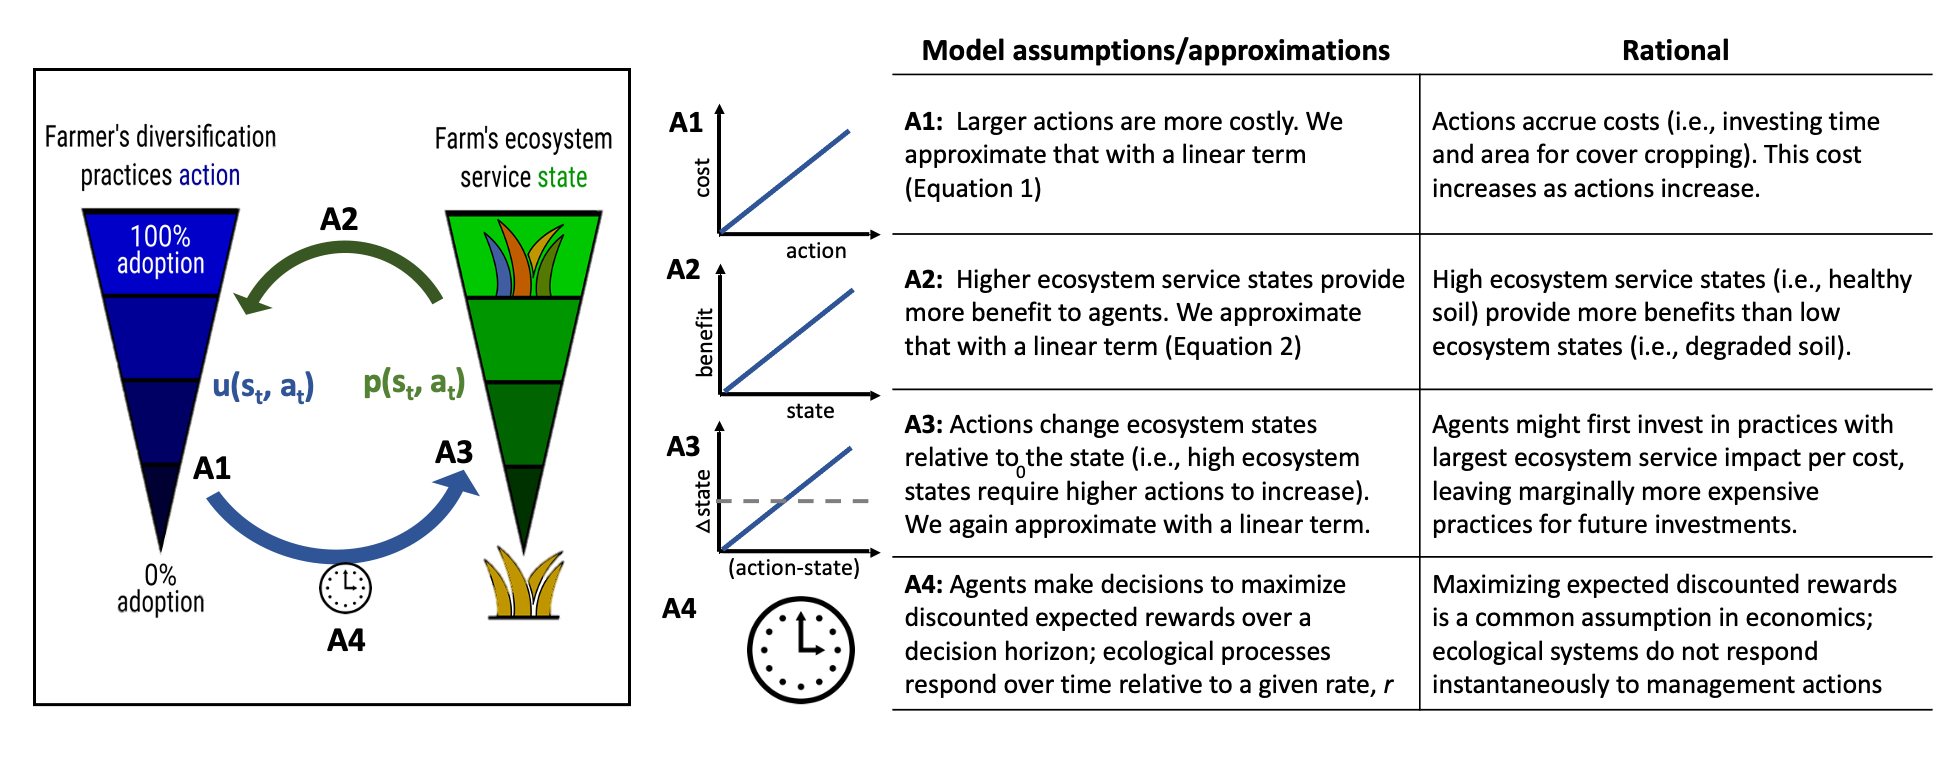 Farmer's diversification
practices action
Farm's ecosystem
service state
A2
100%
adoption
u(sₜ, aₜ)
p(sₜ, aₜ)
A1
A3
0%
adoption
A4
A1
cost
action
A2
benefit
state
A3
Δstate
0
(action-state)
A4
Model assumptions/approximations
Rational
A1: Larger actions are more costly. We
approximate that with a linear term
(Equation 1)
Actions accrue costs (i.e., investing time
and area for cover cropping). This cost
increases as actions increase.
A2: Higher ecosystem service states provide
more benefit to agents. We approximate
that with a linear term (Equation 2)
High ecosystem service states (i.e., healthy
soil) provide more benefits than low
ecosystem states (i.e., degraded soil).
A3: Actions change ecosystem states
relative to the state (i.e., high ecosystem
states require higher actions to increase).
We again approximate with a linear term.
Agents might first invest in practices with
largest ecosystem service impact per cost,
leaving marginally more expensive
practices for future investments.
A4: Agents make decisions to maximize
discounted expected rewards over a
decision horizon; ecological processes
respond over time relative to a given rate, r
Maximizing expected discounted rewards
is a common assumption in economics;
ecological systems do not respond
instantaneously to management actions